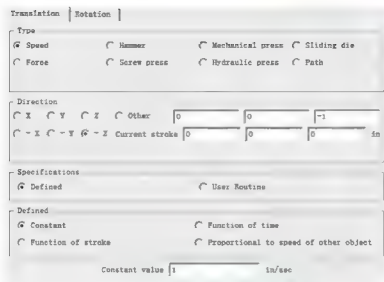 Translation Rotation
Type
Speed Hammer Mechanical press Sliding die
Force Screw press Hydraulic press Path
Direction
X Y Z Other 0 0 -1
- X - Y - Z Current stroke 0 0 0 in
Specifications
Defined User Routine
Defined
Constant Function of time
Function of stroke Proportional to speed of other object
Constant value 1 in/sec